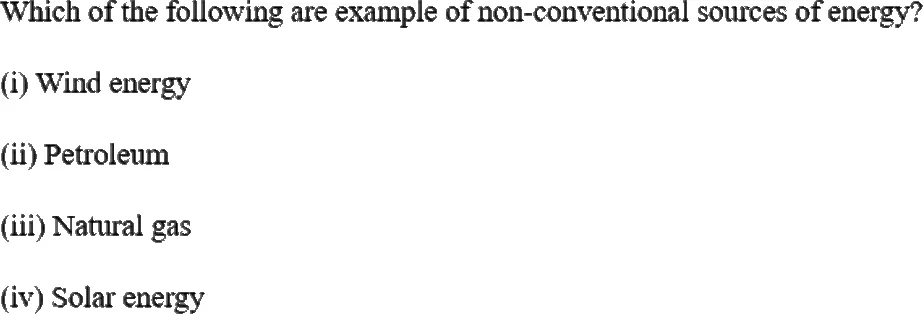 Which of the following are example of non-conventional sources of energy?
(i) Wind energy
(ii) Petroleum
(iii) Natural gas
(iv) Solar energy